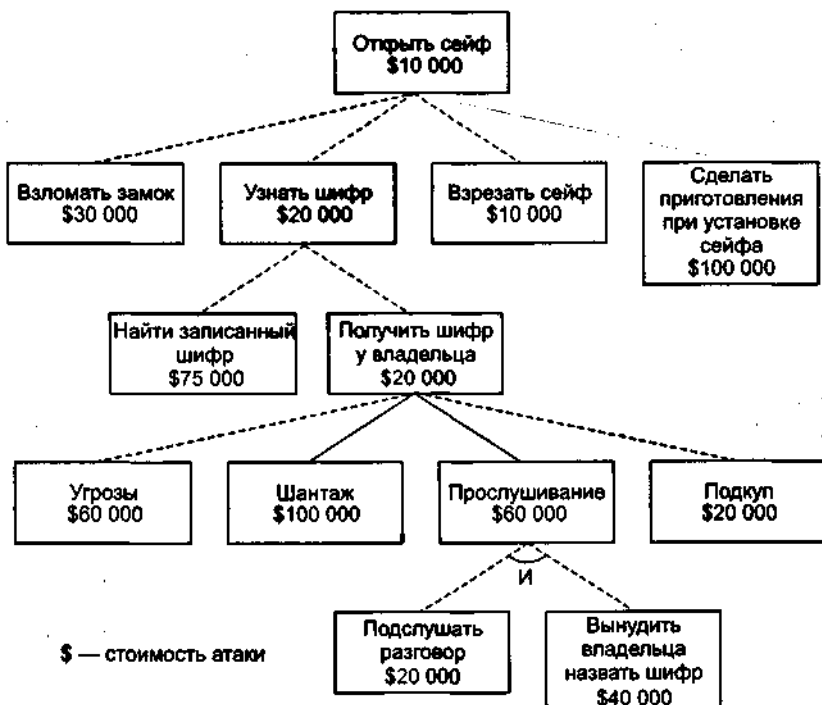 Открыть сейф
$10 000
Взломать замок
$30 000
Узнать шифр
$20 000
Взрезать сейф
$10 000
Сделать
приготовления
при установке
сейфа
$100 000
Найти записанный
шифр
$75 000
Получить шифр
у владельца
$20 000
Угрозы
$60 000
Шантаж
$100 000
Прослушивание
$60 000
Подкуп
$20 000
И
Подслушать
разговор
$20 000
Вынудить
владельца
назвать шифр
$40 000
$ — стоимость атаки